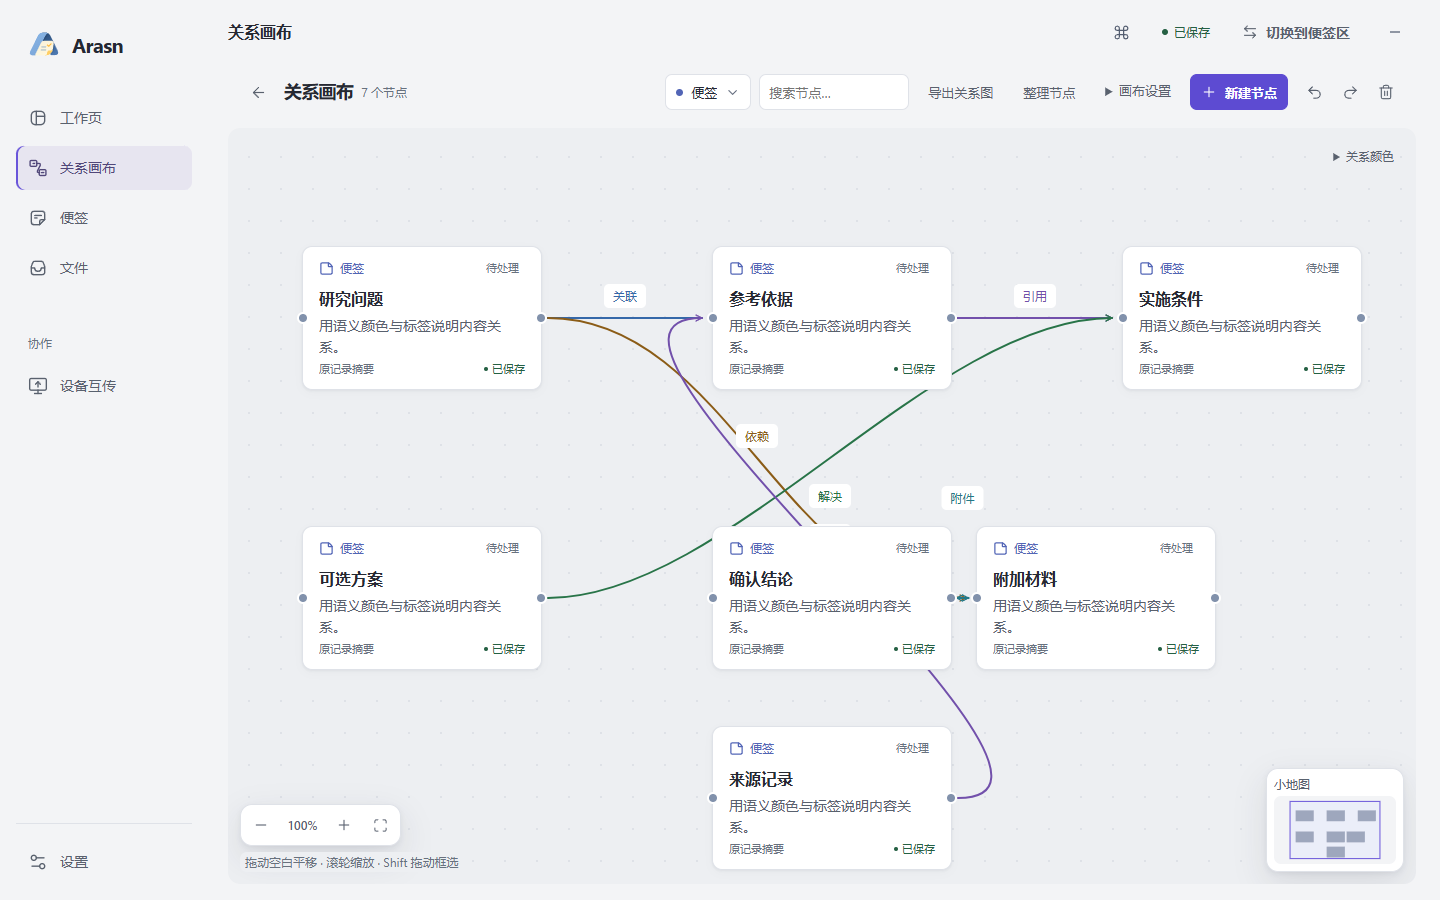 Arasn
工作页
关系画布
便签
文件
协作
设备互传
设置
关系画布
已保存
切换到便签区
关系画布 7 个节点
便签
搜索节点...
导出关系图
整理节点
画布设置
新建节点
关系颜色
便签 待处理
研究问题
用语义颜色与标签说明内容关
系。
原记录摘要 已保存
关联
便签 待处理
参考依据
用语义颜色与标签说明内容关
系。
原记录摘要 已保存
引用
便签 待处理
实施条件
用语义颜色与标签说明内容关
系。
原记录摘要 已保存
依赖
解决
附件
便签 待处理
可选方案
用语义颜色与标签说明内容关
系。
原记录摘要 已保存
便签 待处理
确认结论
用语义颜色与标签说明内容关
系。
原记录摘要 已保存
便签 待处理
附加材料
用语义颜色与标签说明内容关
系。
原记录摘要 已保存
便签 待处理
来源记录
用语义颜色与标签说明内容关
系。
原记录摘要 已保存
100%
拖动空白平移 · 滚轮缩放 · Shift 拖动框选
小地图